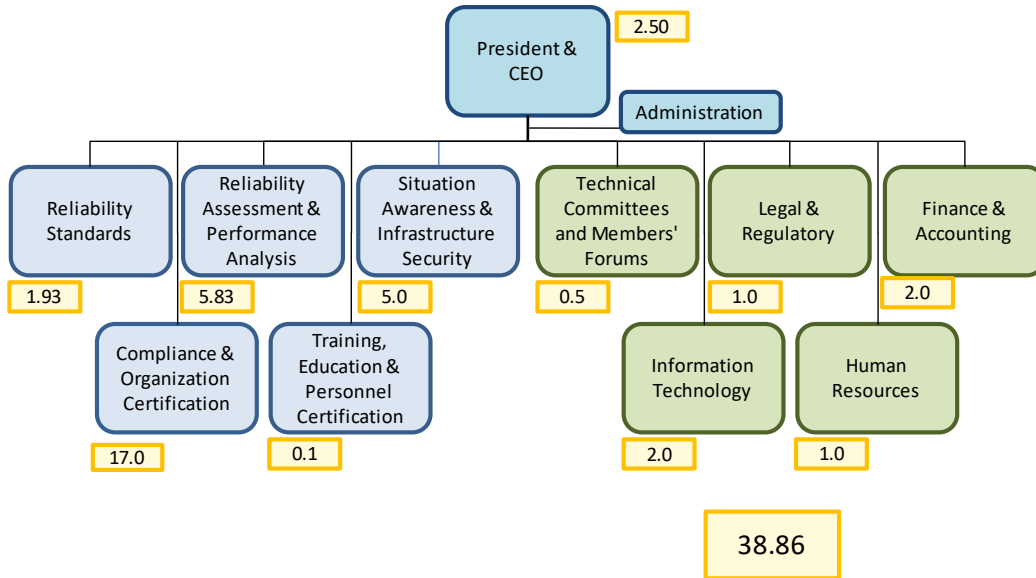 President &
CEO
2.50
Administration
Reliability
Standards
1.93
Reliability
Assessment &
Performance
Analysis
5.83
Situation
Awareness &
Infrastructure
Security
5.0
Technical
Committees
and Members'
Forums
0.5
Legal &
Regulatory
1.0
Finance &
Accounting
2.0
Compliance &
Organization
Certification
17.0
Training,
Education &
Personnel
Certification
0.1
Information
Technology
2.0
Human
Resources
1.0
38.86